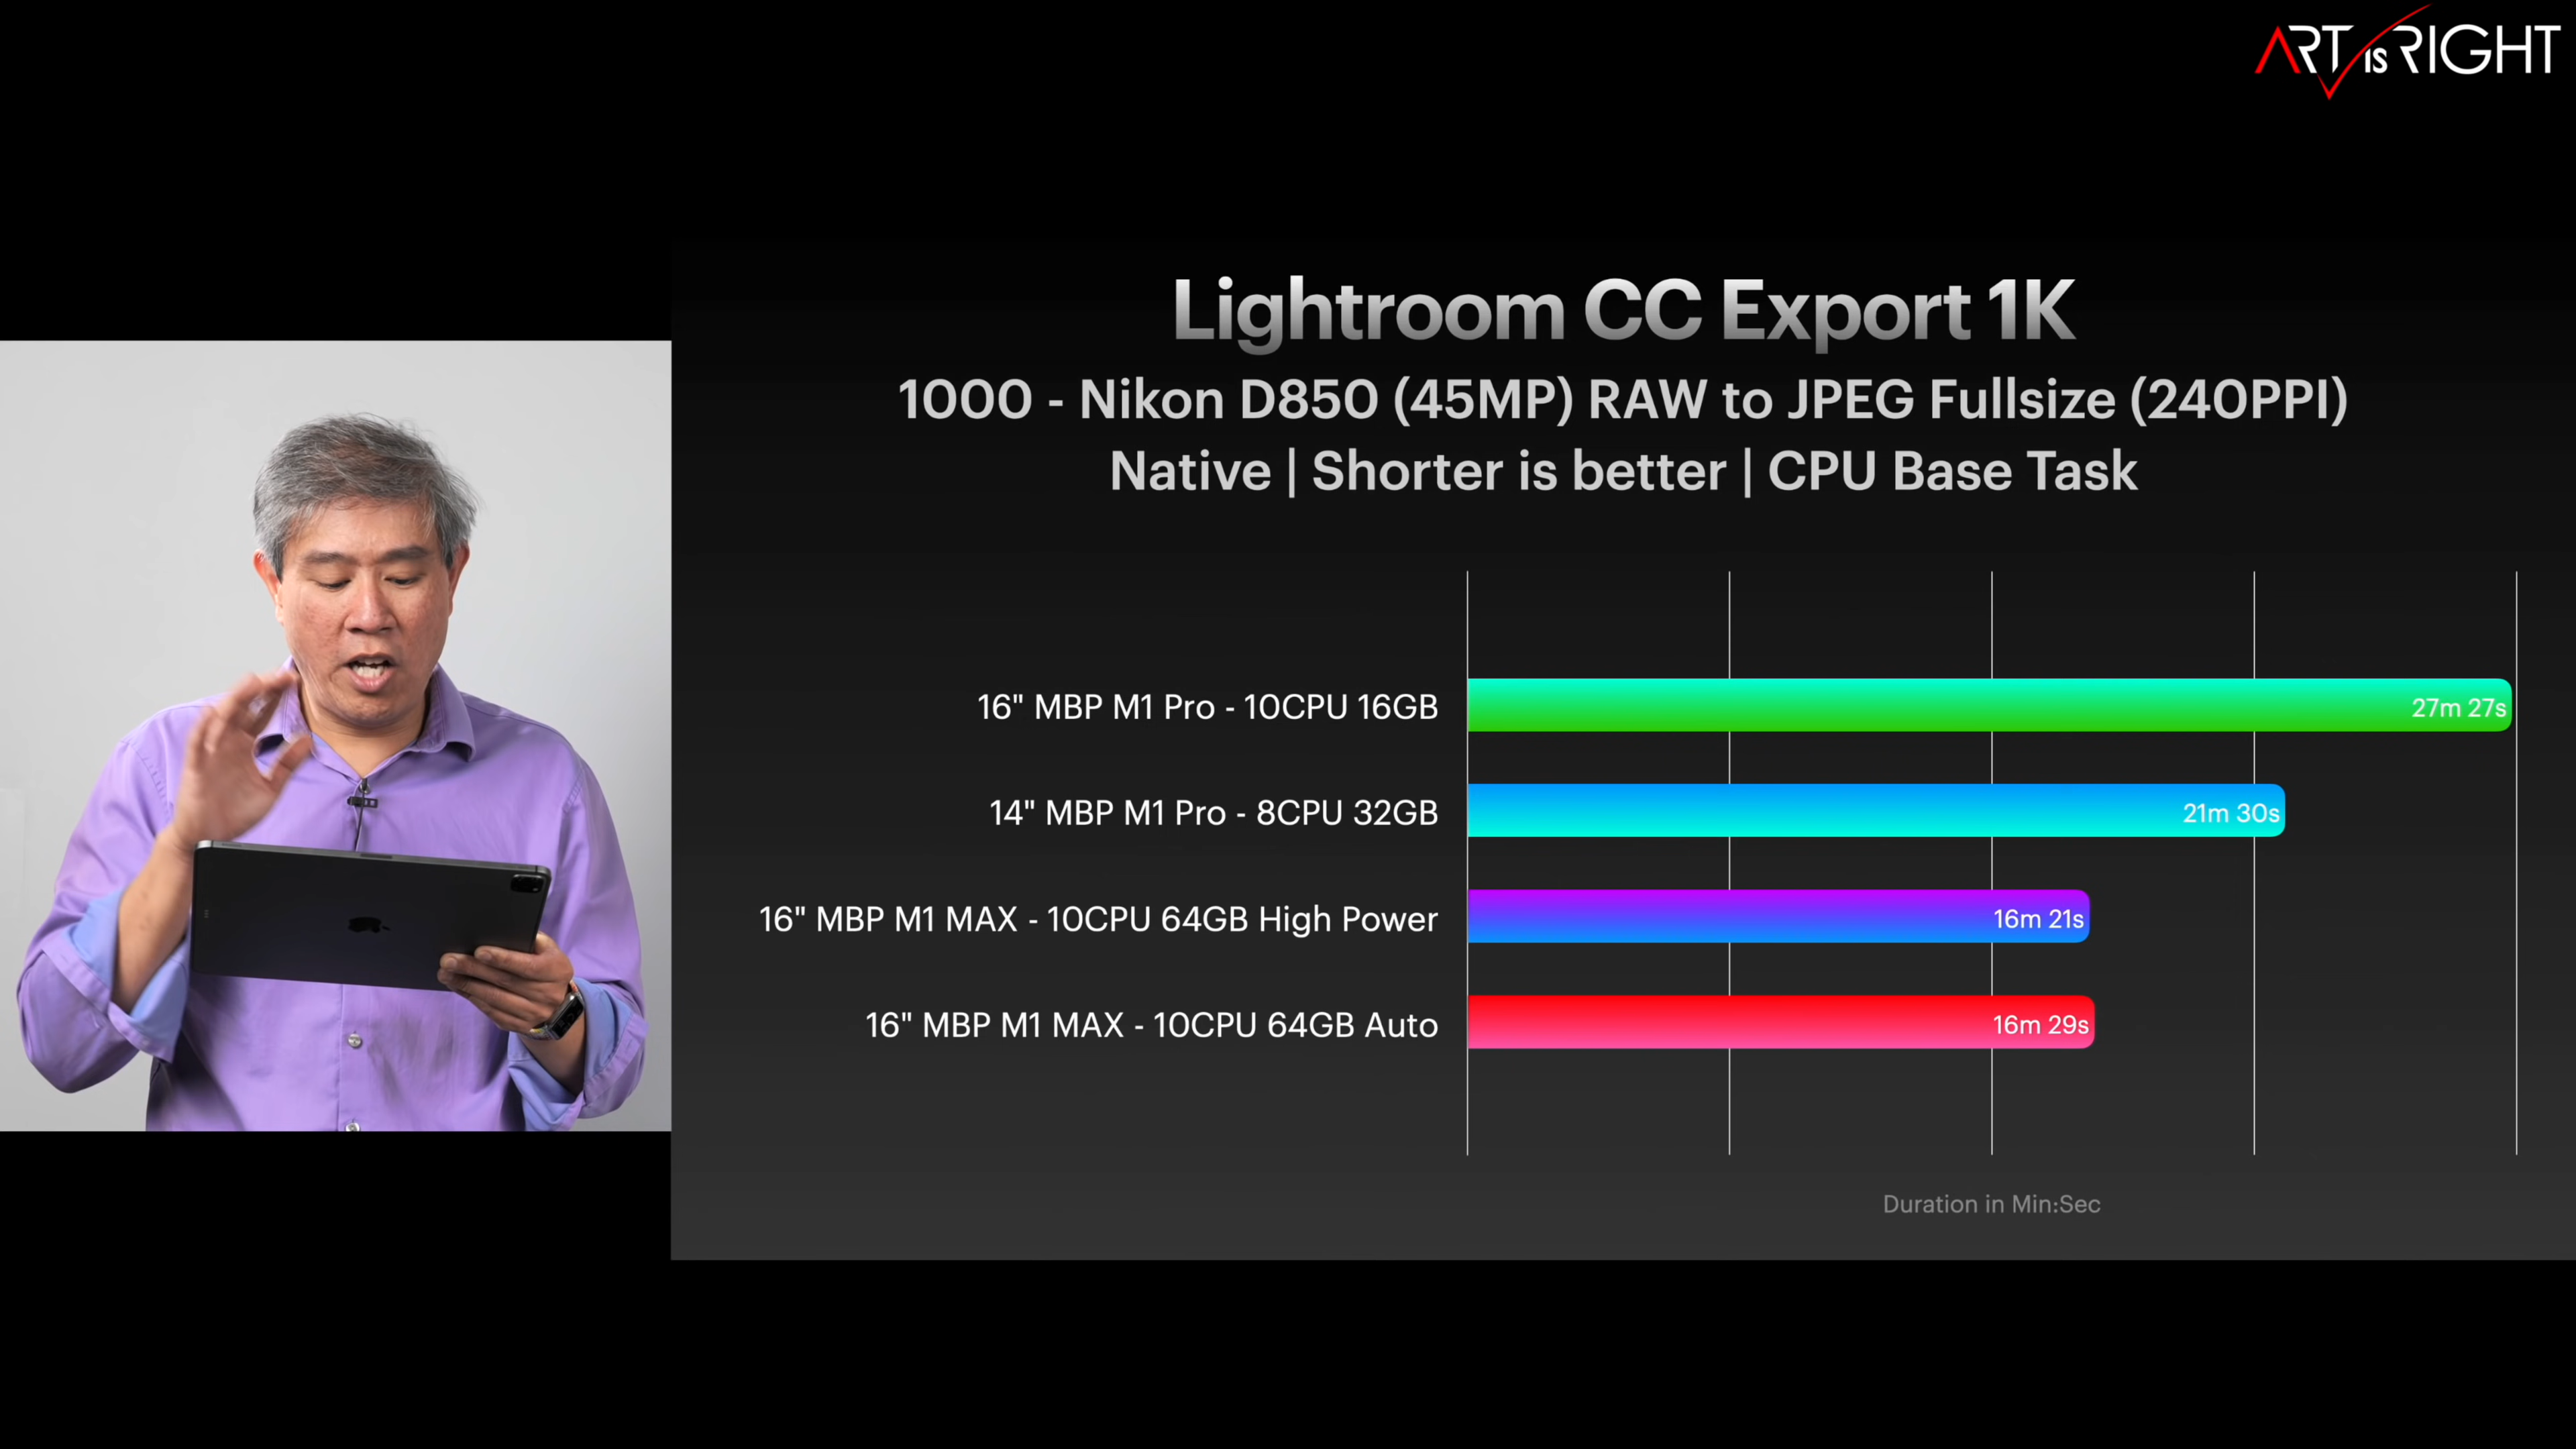 ART IS RIGHT
Lightroom CC Export 1K
1000 - Nikon D850 (45MP) RAW to JPEG Fullsize (240PPI)
Native | Shorter is better | CPU Base Task
16" MBP M1 Pro - 10CPU 16GB
27m 27s
14" MBP M1 Pro - 8CPU 32GB
21m 30s
16" MBP M1 MAX - 10CPU 64GB High Power
16m 21s
16" MBP M1 MAX - 10CPU 64GB Auto
16m 29s
Duration in Min:Sec